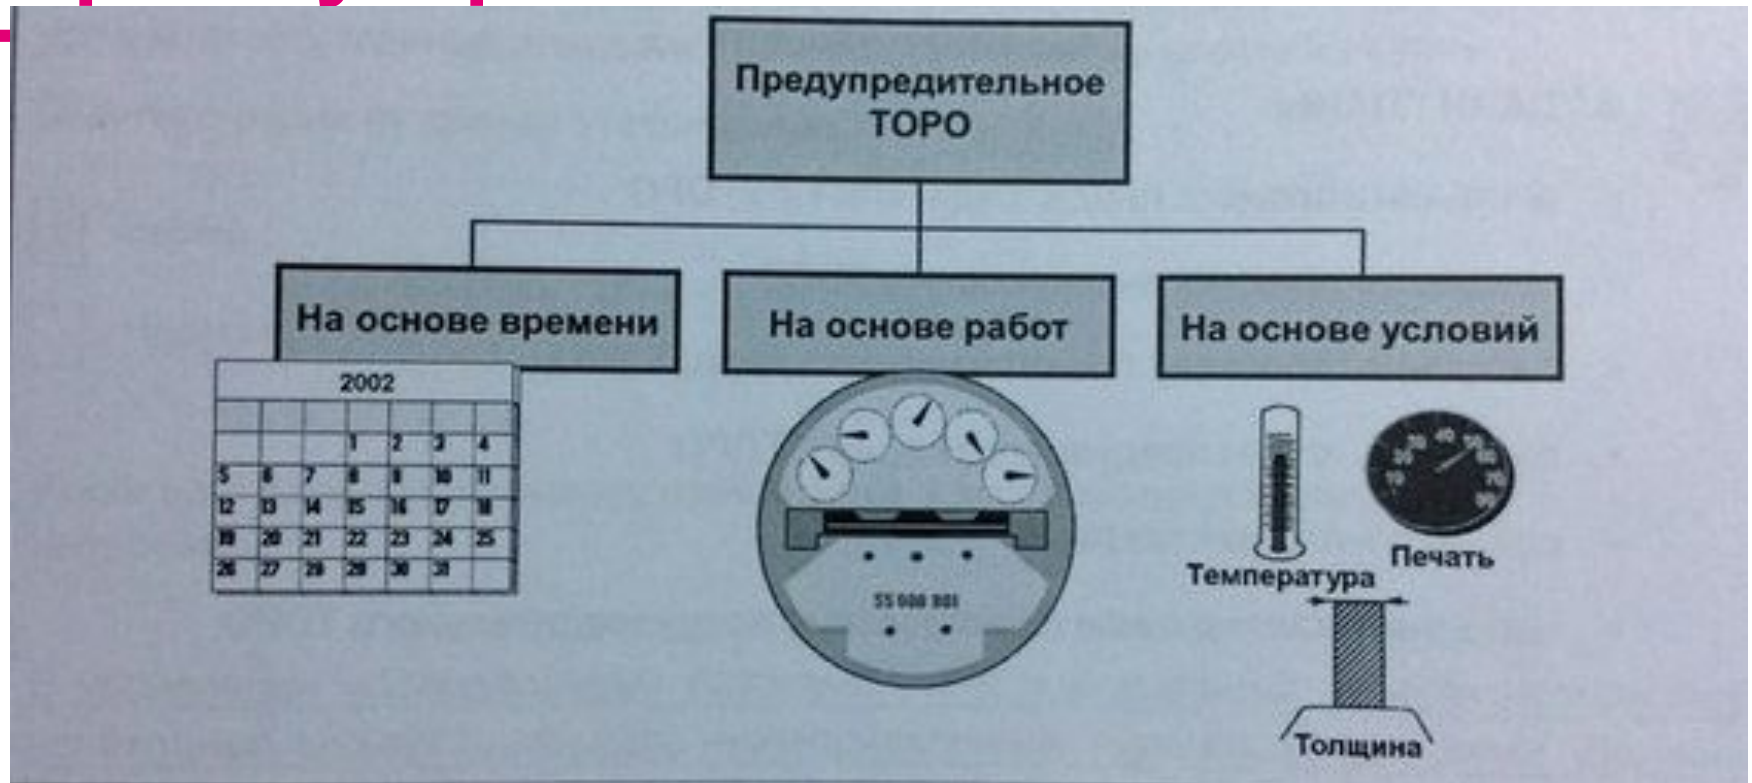 Предупредительное
ТОРО
На основе времени
На основе работ
На основе условий
2002
1 2 3 4
5 6 7 8 9 10 11
12 13 14 15 16 17 18
19 20 21 22 23 24 25
26 27 28 29 30 31
40
Температура
Печать
Толщина